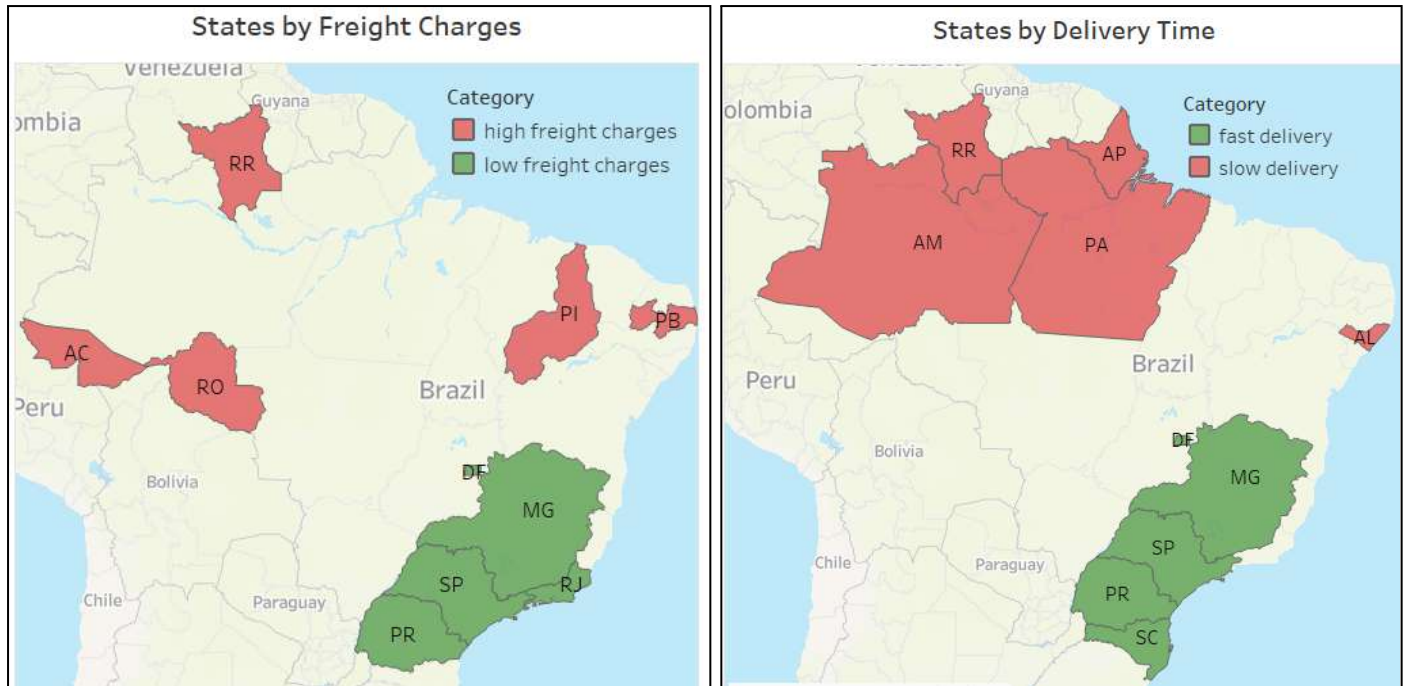 States by Freight Charges
Venezuela
Guyana
ombia
Category
high freight charges
low freight charges
RR
PI
PB
AC
RO
Peru
Brazil
DF
Bolivia
MG
SP
RJ
Chile
Paraguay
PR
States by Delivery Time
Guyana
olombia
Category
fast delivery
slow delivery
RR
AP
AM
PA
AL
Brazil
Peru
DF
Bolivia
MG
SP
Chile
Paraguay
PR
SC